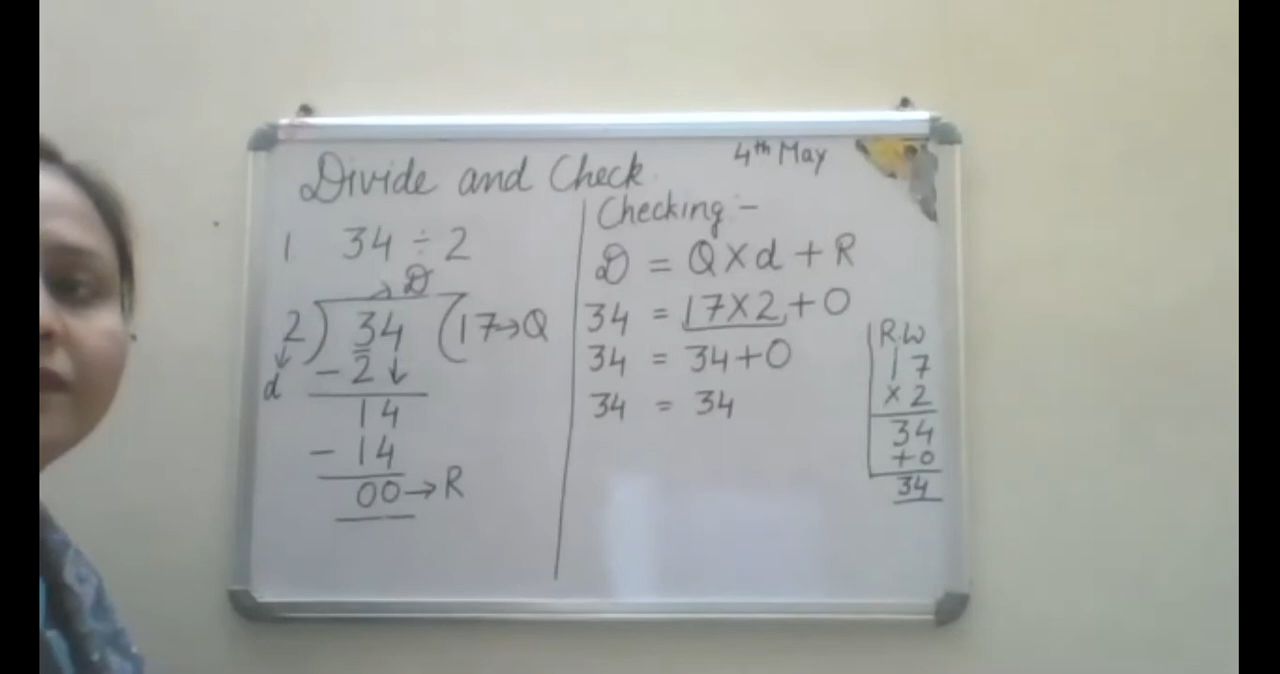 Divide and Check
4th May
1 34 ÷ 2
→ D
2 ) 34 ( 17→Q
↓
d
- 2 ↓
14
- 14
00→R
Checking :-
D = Q×d + R
34 = 17×2 + 0
34 = 34+0
34 = 34
R.W
17
× 2
34
+0
34